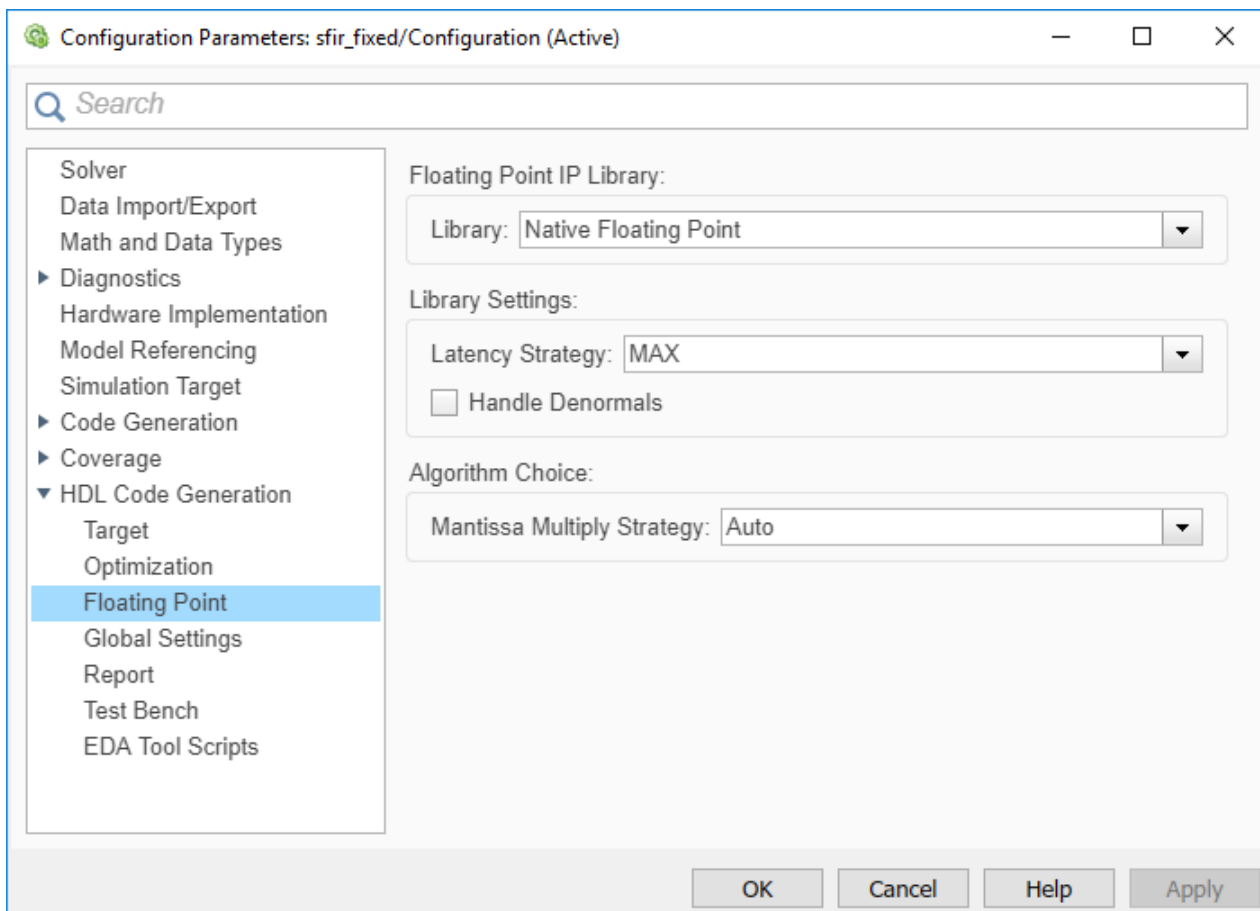 Configuration Parameters: sfir_fixed/Configuration (Active)
Search
Solver
Data Import/Export
Math and Data Types
Diagnostics
Hardware Implementation
Model Referencing
Simulation Target
Code Generation
Coverage
HDL Code Generation
Target
Optimization
Floating Point
Global Settings
Report
Test Bench
EDA Tool Scripts
Floating Point IP Library:
Library: Native Floating Point
Library Settings:
Latency Strategy: MAX
Handle Denormals
Algorithm Choice:
Mantissa Multiply Strategy: Auto
OK Cancel Help Apply